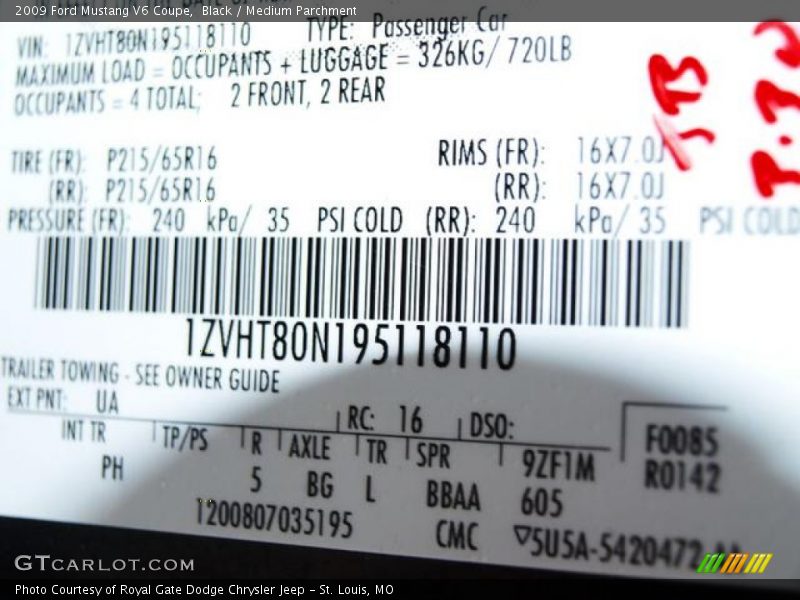 2009 Ford Mustang V6 Coupe,  Black / Medium Parchment
VIN: 1ZVHT80N195118110 TYPE: Passenger Car
MAXIMUM LOAD = OCCUPANTS + LUGGAGE = 326KG/ 720LB
OCCUPANTS = 4 TOTAL; 2 FRONT, 2 REAR
TIRE (FR): P215/65R16 RIMS (FR): 16X7.0J
(RR): P215/65R16 (RR): 16X7.0J
PRESSURE (FR): 240 kPa/ 35 PSI COLD (RR): 240 kPa/ 35 PSI COLD
1ZVHT80N195118110
TRAILER TOWING - SEE OWNER GUIDE
EXT PNT: UA RC: 16 DSO:
INT TR TP/PS R AXLE TR SPR 9ZF1M F0085
PH 5 BG L BBAA 605 R0142
1200807035195 CMC ▽5U5A-5420472
GTCARLOT.COM
Photo Courtesy of Royal Gate Dodge Chrysler Jeep - St. Louis, MO